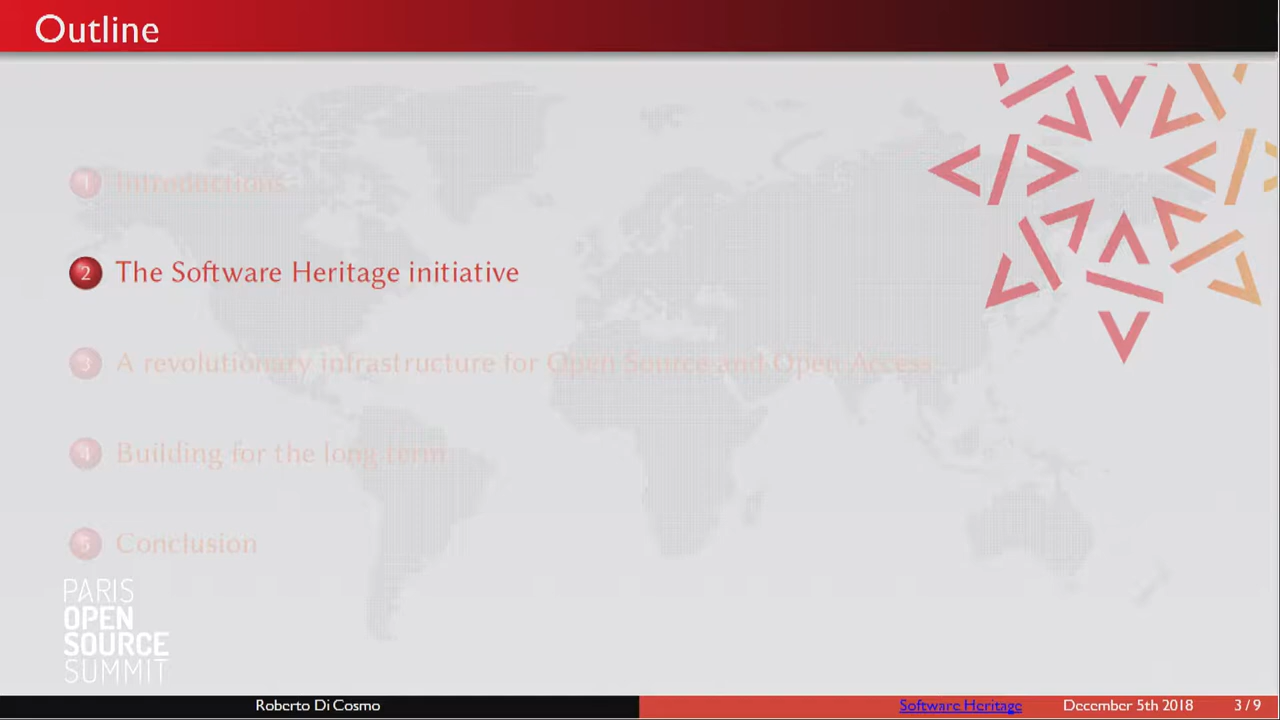 Outline
1 Introductions
2 The Software Heritage initiative
3 A revolutionary infrastructure for Open Source and Open Access
4 Building for the long term
5 Conclusion
PARIS
OPEN
SOURCE
SUMMIT
Roberto Di Cosmo Software Heritage December 5th 2018 3 / 9